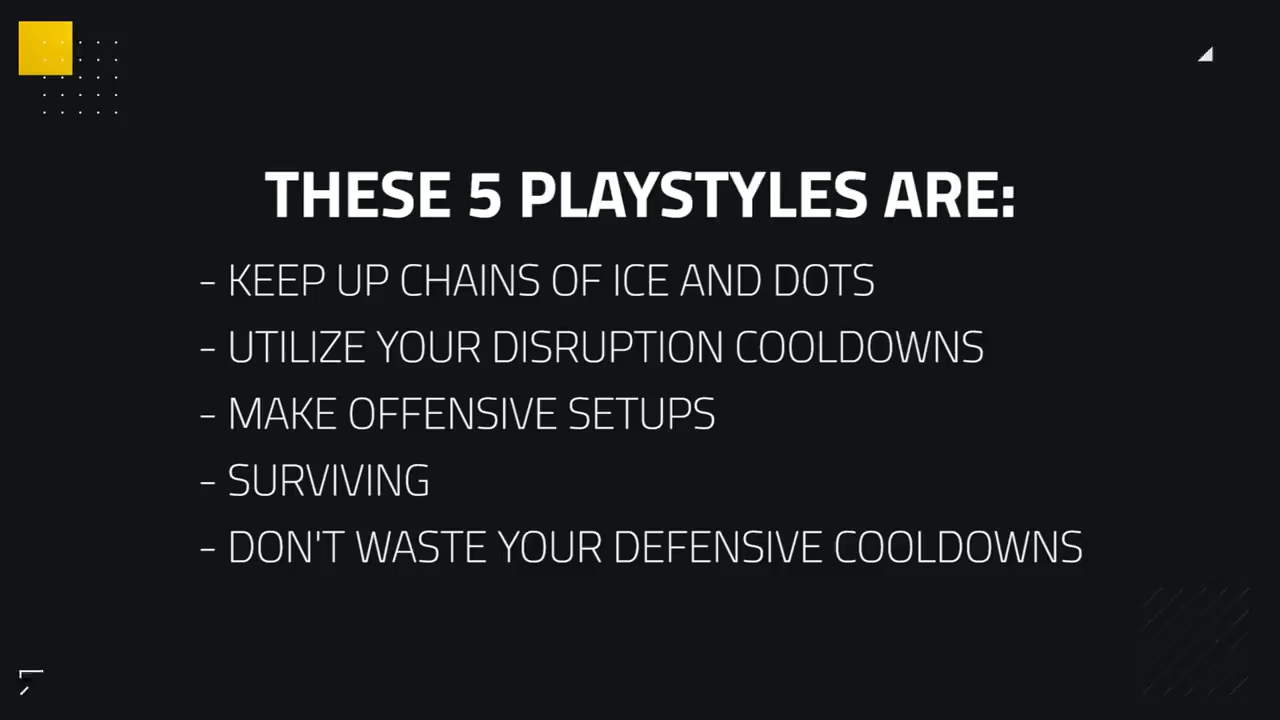 THESE 5 PLAYSTYLES ARE:
- KEEP UP CHAINS OF ICE AND DOTS
- UTILIZE YOUR DISRUPTION COOLDOWNS
- MAKE OFFENSIVE SETUPS
- SURVIVING
- DON'T WASTE YOUR DEFENSIVE COOLDOWNS